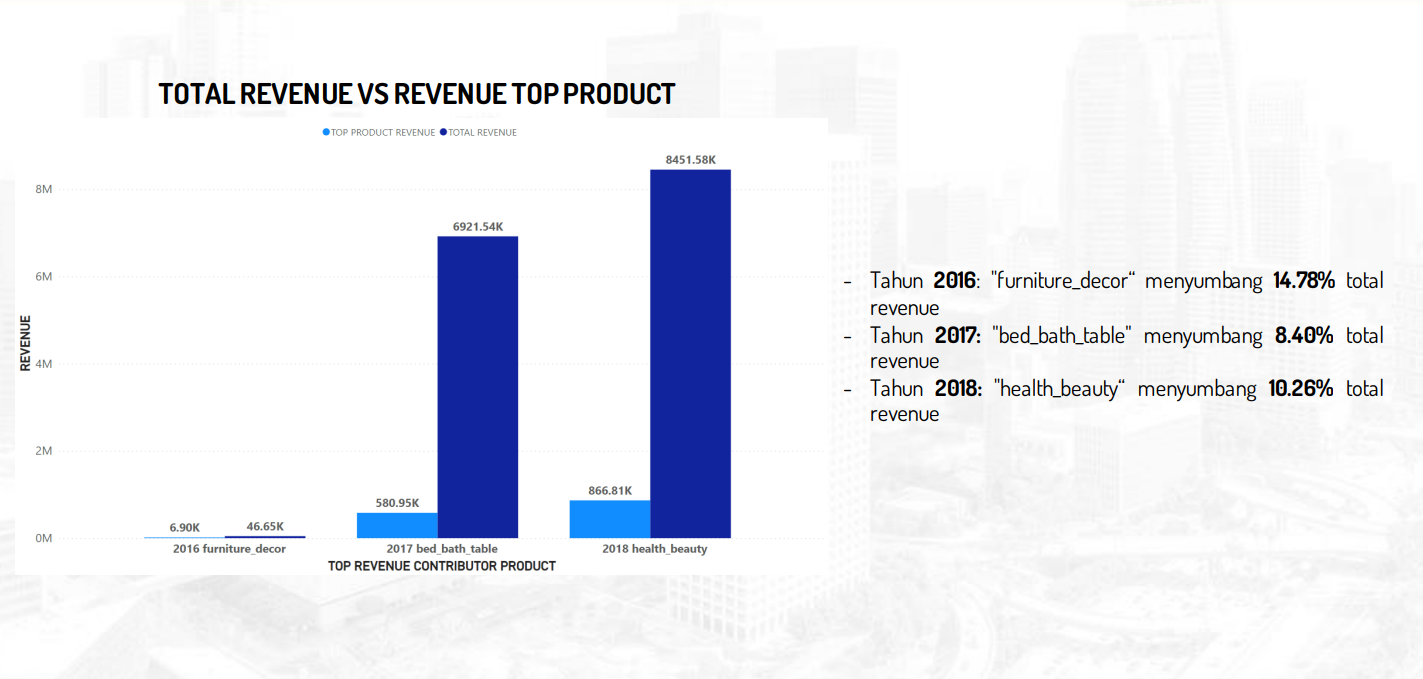 TOTAL REVENUE VS REVENUE TOP PRODUCT
TOP PRODUCT REVENUE TOTAL REVENUE
REVENUE
8M
6M
4M
2M
0M
6.90K
46.65K
580.95K
6921.54K
866.81K
8451.58K
2016 furniture_decor
2017 bed_bath_table
2018 health_beauty
TOP REVENUE CONTRIBUTOR PRODUCT
- Tahun 2016: "furniture_decor“ menyumbang 14.78% total
revenue
- Tahun 2017: "bed_bath_table" menyumbang 8.40% total
revenue
- Tahun 2018: "health_beauty“ menyumbang 10.26% total
revenue